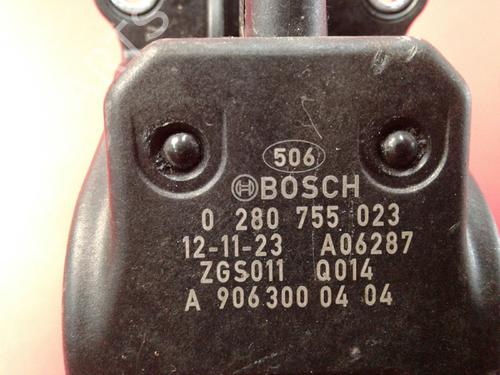 506
BOSCH
0 280 755 023
12-11-23 A06287
ZGS011 Q014
A 906 300 04 04